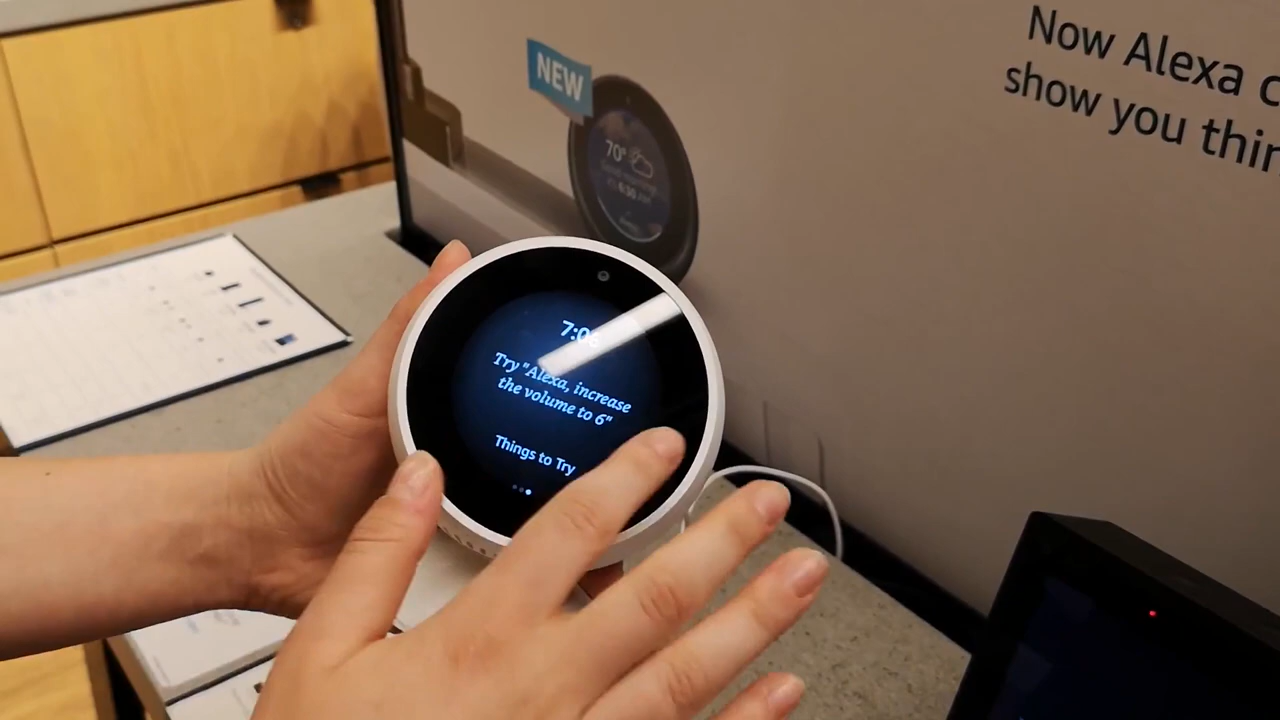 Now Alexa c
show you thin
NEW
70°
7:06
Try "Alexa, increase
the volume to 6"
Things to Try